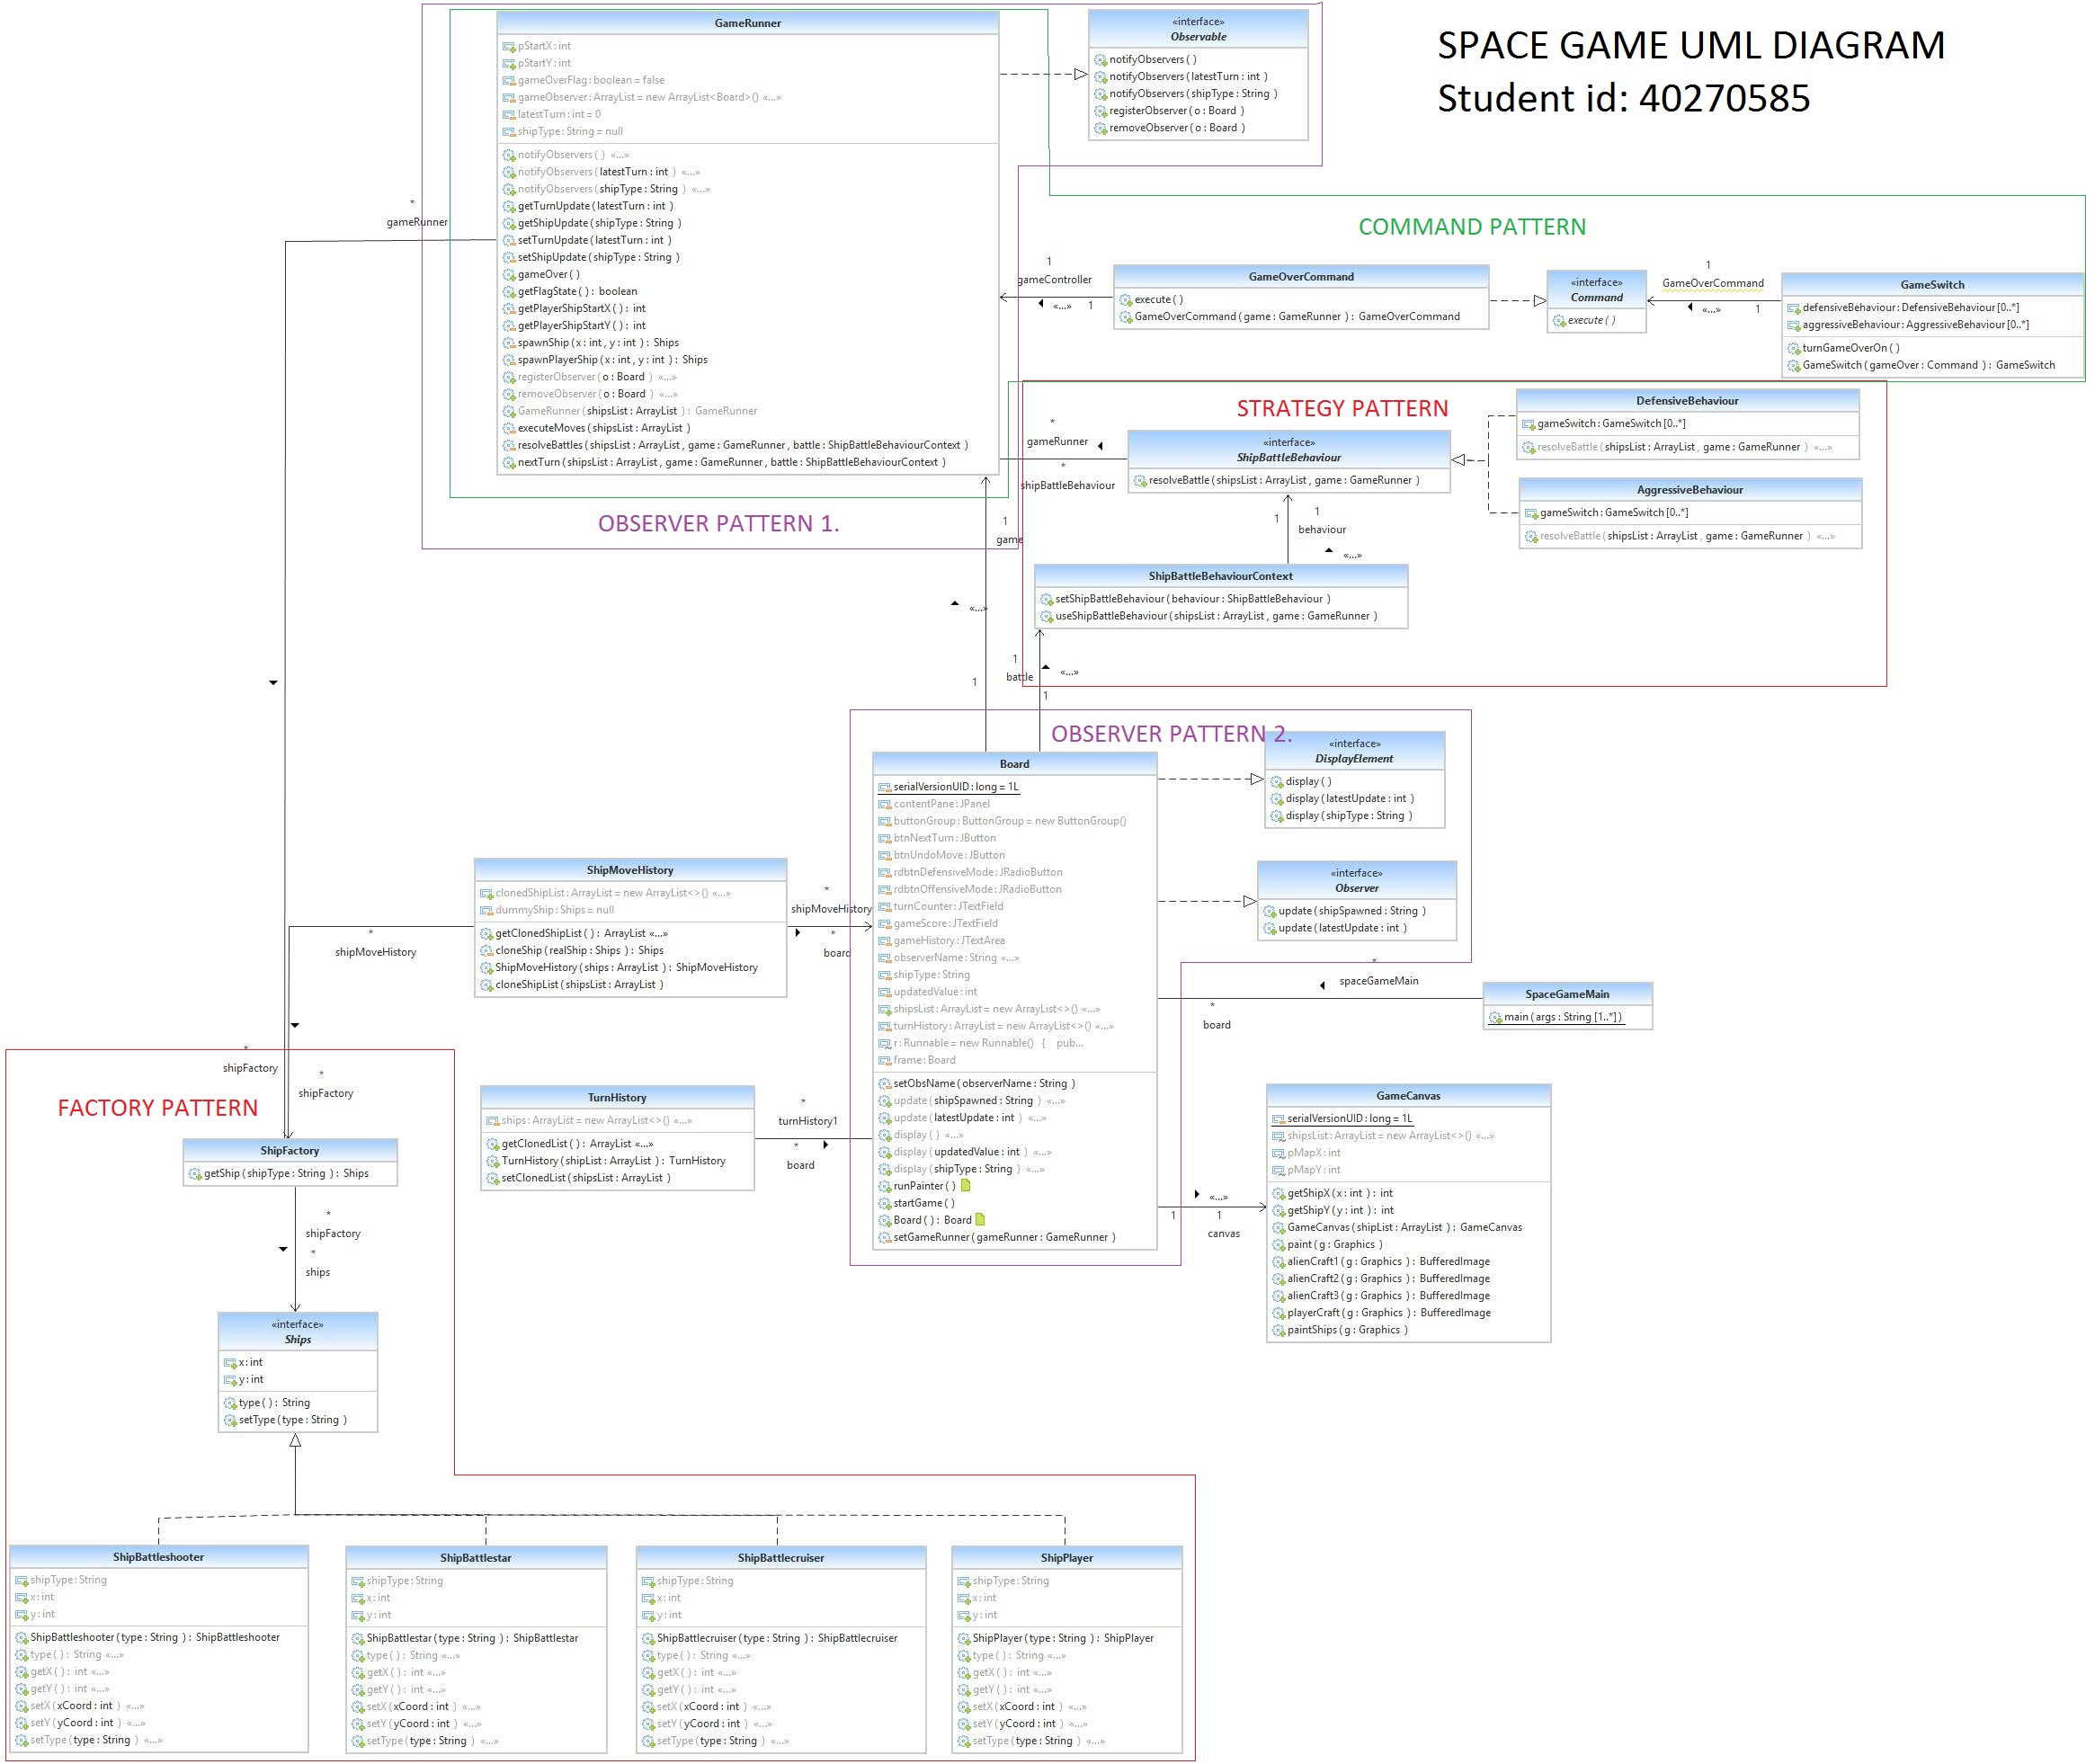 SPACE GAME UML DIAGRAM
Student id: 40270585
GameRunner
pStartX : int
pStartY : int
gameOverFlag : boolean = false
gameObserver : ArrayList = new ArrayList<Board>() «...»
latestTurn : int = 0
shipType : String = null
notifyObservers ( ) «...»
notifyObservers ( latestTurn : int ) «...»
notifyObservers ( shipType : String ) «...»
getTurnUpdate ( latestTurn : int )
getShipUpdate ( shipType : String )
setTurnUpdate ( latestTurn : int )
setShipUpdate ( shipType : String )
gameOver ( )
getFlagState ( ) : boolean
getPlayerShipStartX ( ) : int
getPlayerShipStartY ( ) : int
spawnShip ( x : int , y : int ) : Ships
spawnPlayerShip ( x : int , y : int ) : Ships
registerObserver ( o : Board ) «...»
removeObserver ( o : Board ) «...»
GameRunner ( shipsList : ArrayList ) : GameRunner
executeMoves ( shipsList : ArrayList )
resolveBattles ( shipsList : ArrayList , game : GameRunner , battle : ShipBattleBehaviourContext )
nextTurn ( shipsList : ArrayList , game : GameRunner , battle : ShipBattleBehaviourContext )
OBSERVER PATTERN 1.
«interface»
Observable
notifyObservers ( )
notifyObservers ( latestTurn : int )
notifyObservers ( shipType : String )
registerObserver ( o : Board )
removeObserver ( o : Board )
*
gameRunner
COMMAND PATTERN
1
gameController
«...» 1
GameOverCommand
execute ( )
GameOverCommand ( game : GameRunner ) : GameOverCommand
«interface»
Command
execute ( )
1
GameOverCommand
«...» 1
GameSwitch
defensiveBehaviour : DefensiveBehaviour [0..*]
aggressiveBehaviour : AggressiveBehaviour [0..*]
turnGameOverOn ( )
GameSwitch ( gameOver : Command ) : GameSwitch
STRATEGY PATTERN
*
gameRunner
*
shipBattleBehaviour
«interface»
ShipBattleBehaviour
resolveBattle ( shipsList : ArrayList , game : GameRunner )
DefensiveBehaviour
gameSwitch : GameSwitch [0..*]
resolveBattle ( shipsList : ArrayList , game : GameRunner ) «...»
AggressiveBehaviour
gameSwitch : GameSwitch [0..*]
resolveBattle ( shipsList : ArrayList , game : GameRunner ) «...»
1 1
behaviour
«...»
ShipBattleBehaviourContext
setShipBattleBehaviour ( behaviour : ShipBattleBehaviour )
useShipBattleBehaviour ( shipsList : ArrayList , game : GameRunner )
1
game
«...»
1
1
battle
«...»
1
OBSERVER PATTERN 2.
Board
serialVersionUID : long = 1L
contentPane : JPanel
buttonGroup : ButtonGroup = new ButtonGroup()
btnNextTurn : JButton
btnUndoMove : JButton
rdbtnDefensiveMode : JRadioButton
rdbtnOffensiveMode : JRadioButton
turnCounter : JTextField
gameScore : JTextField
gameHistory : JTextArea
observerName : String «...»
shipType : String
updatedValue : int
shipsList : ArrayList = new ArrayList<>() «...»
turnHistory : ArrayList = new ArrayList<>() «...»
r : Runnable = new Runnable() { pub...
frame : Board
setObsName ( observerName : String )
update ( shipSpawned : String ) «...»
update ( latestUpdate : int ) «...»
display ( ) «...»
display ( updatedValue : int ) «...»
display ( shipType : String ) «...»
runPainter ( )
startGame ( )
Board ( ) : Board
setGameRunner ( gameRunner : GameRunner )
«interface»
DisplayElement
display ( )
display ( latestUpdate : int )
display ( shipType : String )
«interface»
Observer
update ( shipSpawned : String )
update ( latestUpdate : int )
ShipMoveHistory
clonedShipList : ArrayList = new ArrayList<>() «...»
dummyShip : Ships = null
getClonedShipList ( ) : ArrayList «...»
cloneShip ( realShip : Ships ) : Ships
ShipMoveHistory ( ships : ArrayList ) : ShipMoveHistory
cloneShipList ( shipsList : ArrayList )
*
shipMoveHistory
*
board
*
shipMoveHistory
*
spaceGameMain
*
board
SpaceGameMain
main ( args : String [1..*] )
TurnHistory
ships : ArrayList = new ArrayList<>() «...»
getClonedList ( ) : ArrayList «...»
TurnHistory ( shipList : ArrayList ) : TurnHistory
setClonedList ( shipsList : ArrayList )
*
turnHistory1
*
board
«...»
1 1
canvas
GameCanvas
serialVersionUID : long = 1L
shipsList : ArrayList = new ArrayList<>() «...»
pMapX : int
pMapY : int
getShipX ( x : int ) : int
getShipY ( y : int ) : int
GameCanvas ( shipList : ArrayList ) : GameCanvas
paint ( g : Graphics )
alienCraft1 ( g : Graphics ) : BufferedImage
alienCraft2 ( g : Graphics ) : BufferedImage
alienCraft3 ( g : Graphics ) : BufferedImage
playerCraft ( g : Graphics ) : BufferedImage
paintShips ( g : Graphics )
*
shipFactory
*
shipFactory
FACTORY PATTERN
ShipFactory
getShip ( shipType : String ) : Ships
*
shipFactory
*
ships
«interface»
Ships
x : int
y : int
type ( ) : String
setType ( type : String )
ShipBattleshooter
shipType : String
x : int
y : int
ShipBattleshooter ( type : String ) : ShipBattleshooter
type ( ) : String «...»
getX ( ) : int «...»
getY ( ) : int «...»
setX ( xCoord : int ) «...»
setY ( yCoord : int ) «...»
setType ( type : String ) «...»
ShipBattlestar
shipType : String
x : int
y : int
ShipBattlestar ( type : String ) : ShipBattlestar
type ( ) : String «...»
getX ( ) : int «...»
getY ( ) : int «...»
setX ( xCoord : int ) «...»
setY ( yCoord : int ) «...»
setType ( type : String ) «...»
ShipBattlecruiser
shipType : String
x : int
y : int
ShipBattlecruiser ( type : String ) : ShipBattlecruiser
type ( ) : String «...»
getX ( ) : int «...»
getY ( ) : int «...»
setX ( xCoord : int ) «...»
setY ( yCoord : int ) «...»
setType ( type : String ) «...»
ShipPlayer
shipType : String
x : int
y : int
ShipPlayer ( type : String ) : ShipPlayer
type ( ) : String «...»
getX ( ) : int «...»
getY ( ) : int «...»
setX ( xCoord : int ) «...»
setY ( yCoord : int ) «...»
setType ( type : String ) «...»